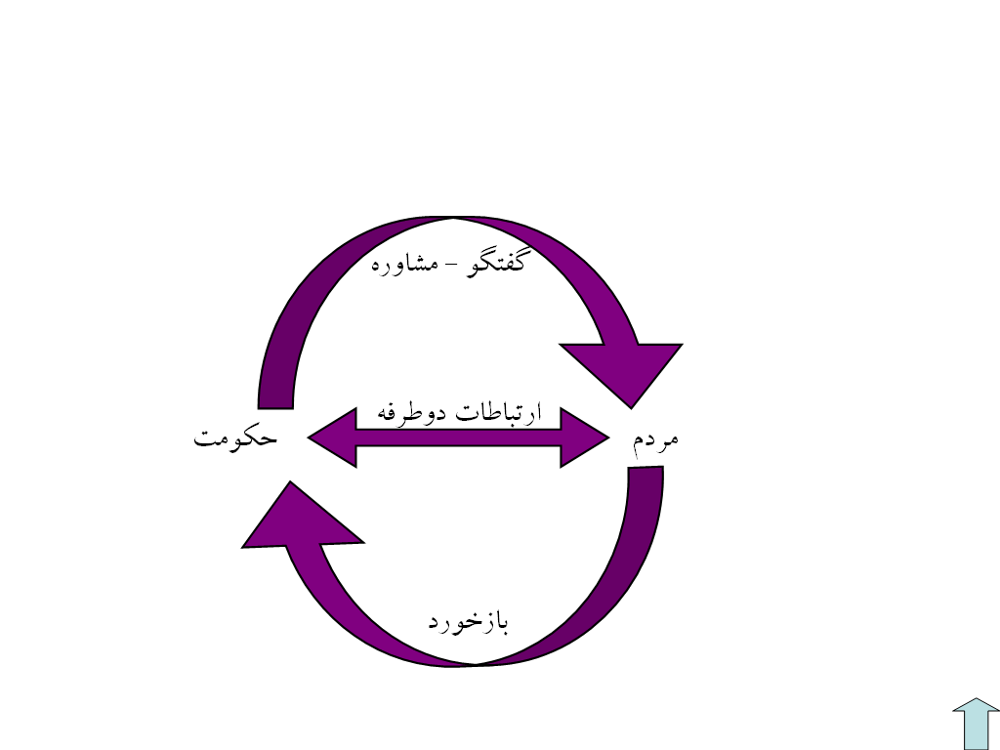 گفتگو – مشاوره
ارتباطات دوطرفه
مردم
حکومت
بازخورد